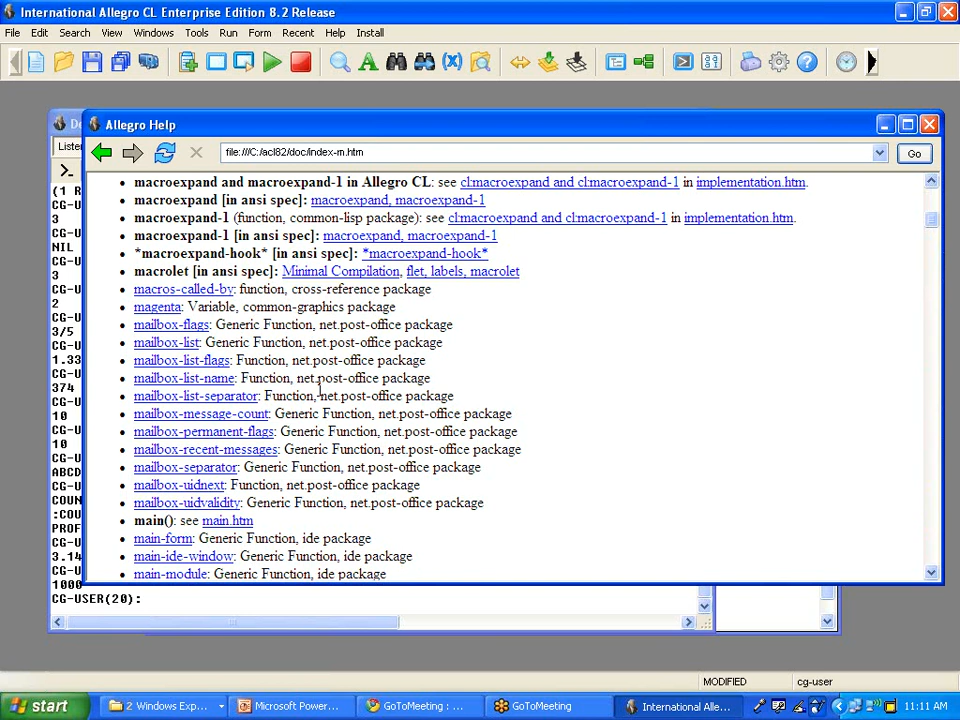 International Allegro CL Enterprise Edition 8.2 Release
File Edit Search View Windows Tools Run Form Recent Help Install
Allegro Help
file:///C:/acl82/doc/index-m.htm
Go
macroexpand and macroexpand-1 in Allegro CL: see cl:macroexpand and cl:macroexpand-1 in implementation.htm.
macroexpand [in ansi spec]: macroexpand, macroexpand-1
macroexpand-1 (function, common-lisp package): see cl:macroexpand and cl:macroexpand-1 in implementation.htm.
macroexpand-1 [in ansi spec]: macroexpand, macroexpand-1
*macroexpand-hook* [in ansi spec]: *macroexpand-hook*
macrolet [in ansi spec]: Minimal Compilation, flet, labels, macrolet
macros-called-by: function, cross-reference package
magenta: Variable, common-graphics package
mailbox-flags: Generic Function, net.post-office package
mailbox-list: Generic Function, net.post-office package
mailbox-list-flags: Function, net.post-office package
mailbox-list-name: Function, net.post-office package
mailbox-list-separator: Function, net.post-office package
mailbox-message-count: Generic Function, net.post-office package
mailbox-permanent-flags: Generic Function, net.post-office package
mailbox-recent-messages: Generic Function, net.post-office package
mailbox-separator: Generic Function, net.post-office package
mailbox-uidnext: Function, net.post-office package
mailbox-uidvalidity: Generic Function, net.post-office package
main(): see main.htm
main-form: Generic Function, ide package
main-ide-window: Generic Function, ide package
main-module: Generic Function, ide package
De
Listen
(1 R
3
CG-U
NIL
CG-U
3
CG-U
2
CG-U
3/5
CG-U
1.33
CG-U
374
CG-U
10
CG-U
10
CG-U
ABCD
CG-U
COUN
:COU
PROF
CG-U
3.14
CG-U
1000
CG-USER(20):
MODIFIED cg-user
start
2 Windows Exp...
Microsoft Power...
GoToMeeting : ...
GoToMeeting
International Alle...
11:11 AM